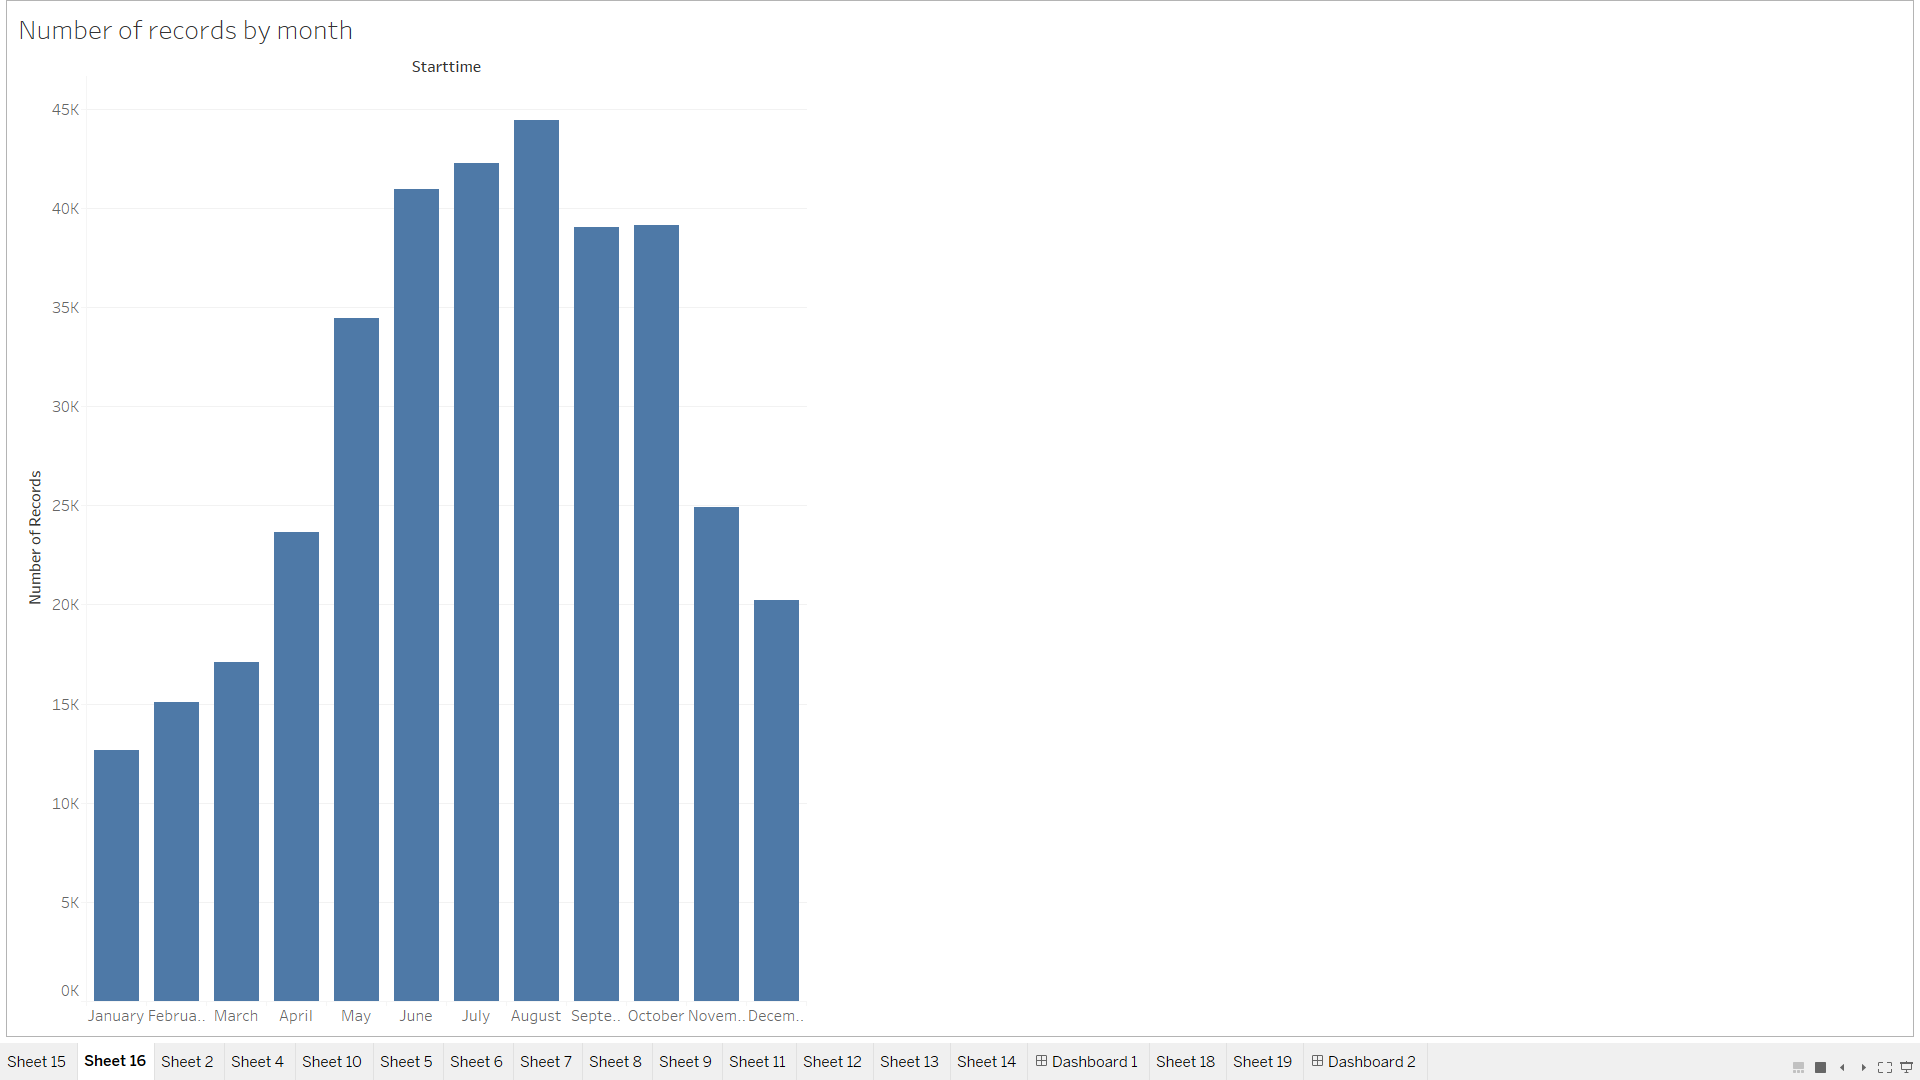 Number of records by month
Starttime
45K
40K
35K
30K
25K
20K
15K
10K
5K
0K
Number of Records
January Februa.. March April May June July August Septe.. October Novem.. Decem..
Sheet 15 Sheet 16 Sheet 2 Sheet 4 Sheet 10 Sheet 5 Sheet 6 Sheet 7 Sheet 8 Sheet 9 Sheet 11 Sheet 12 Sheet 13 Sheet 14 Dashboard 1 Sheet 18 Sheet 19 Dashboard 2